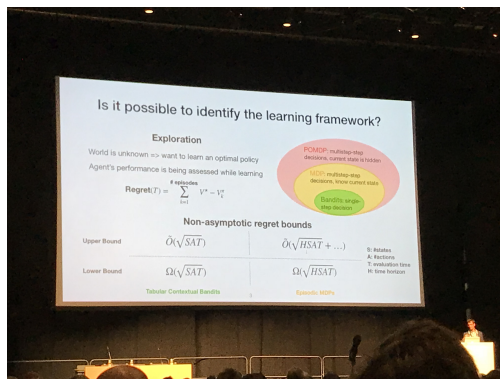 Is it possible to identify the learning framework?
Exploration
World is unknown => want to learn an optimal policy
Agent's performance is being assessed while learning
Regret(T) = # episodes ∑ k=1 V* − V
POMDP: multistep-step
decisions, current state is hidden
MDP: multistep-step
decisions, know current state
Bandits: single-
step decision
Non-asymptotic regret bounds
Upper Bound Õ(√SAT) Õ(√HSAT + …)
Lower Bound Ω(√SAT) Ω(√HSAT)
S: #states
A: #actions
T: evaluation time
H: time horizon
Tabular Contextual Bandits
Episodic MDPs